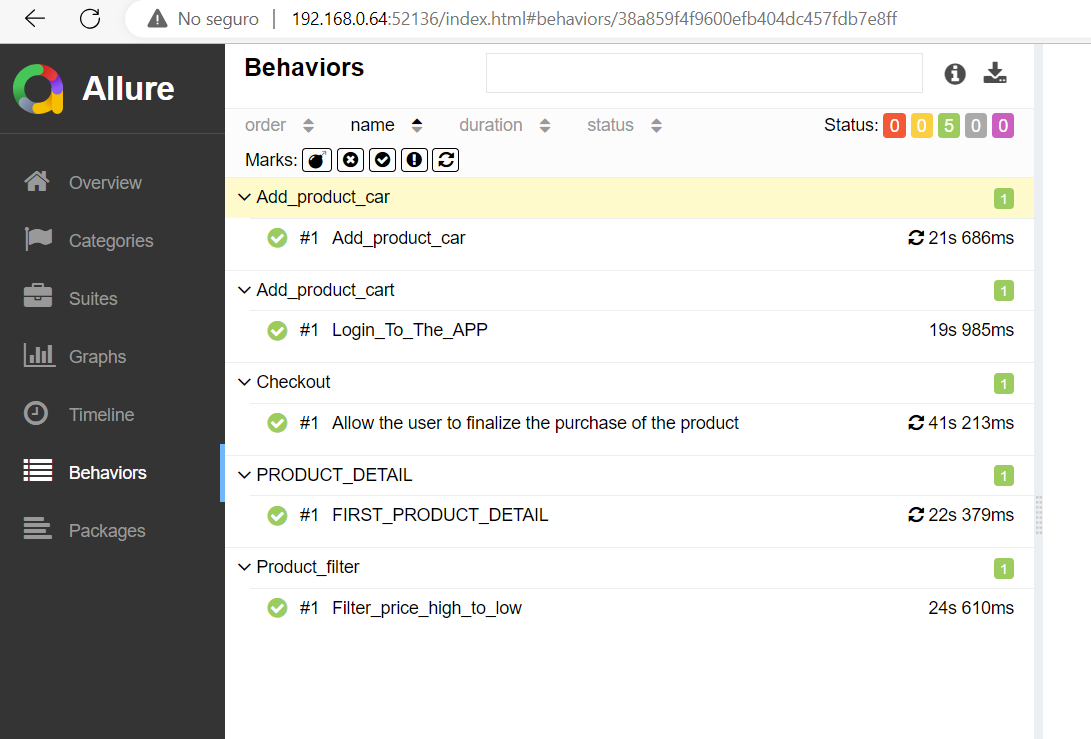 No seguro | 192.168.0.64:52136/index.html#behaviors/38a859f4f9600efb404dc457fdb7e8ff
Allure
Overview
Categories
Suites
Graphs
Timeline
Behaviors
Packages
Behaviors
order name duration status Status: 0 0 5 0 0
Marks:
Add_product_car 1
#1 Add_product_car 21s 686ms
Add_product_cart 1
#1 Login_To_The_APP 19s 985ms
Checkout 1
#1 Allow the user to finalize the purchase of the product 41s 213ms
PRODUCT_DETAIL 1
#1 FIRST_PRODUCT_DETAIL 22s 379ms
Product_filter 1
#1 Filter_price_high_to_low 24s 610ms